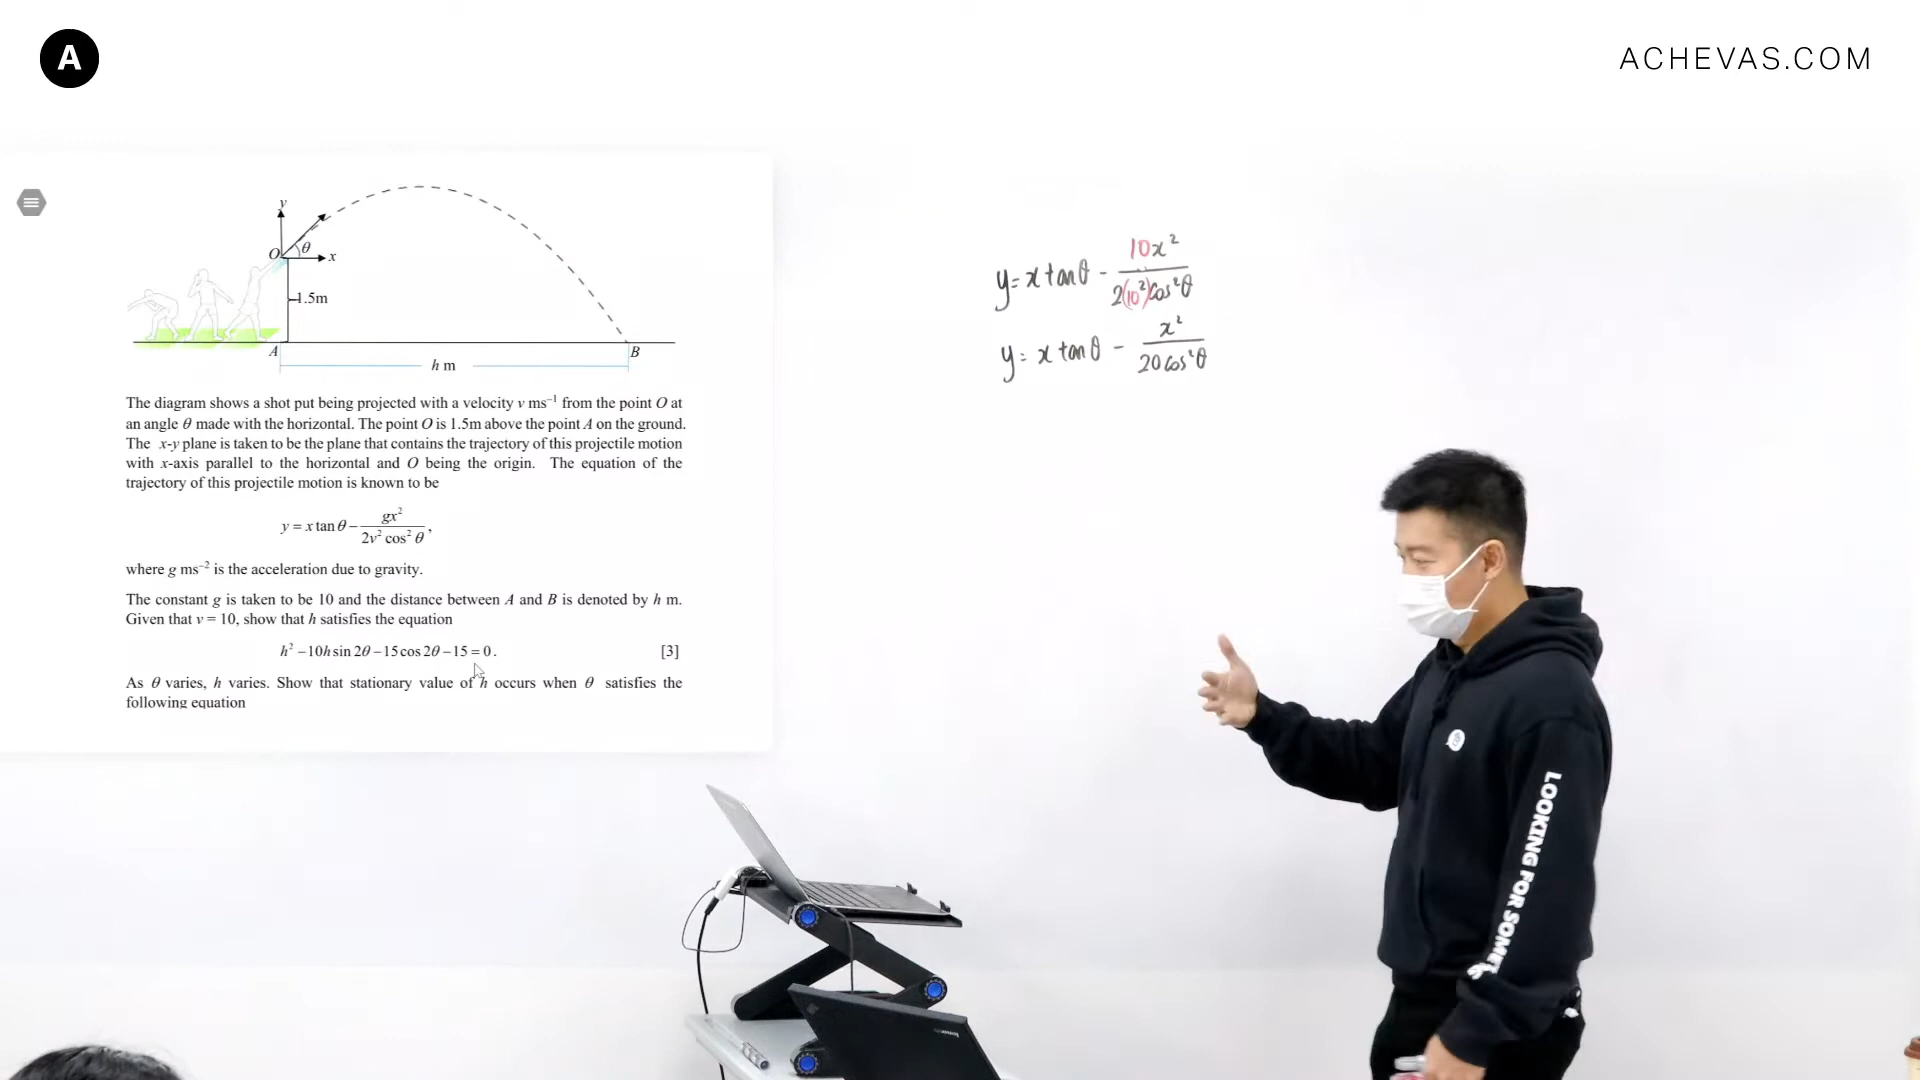 A
ACHEVAS.COM
y
O
θ
x
1.5m
A
B
h m
The diagram shows a shot put being projected with a velocity v ms⁻¹ from the point O at
an angle θ made with the horizontal. The point O is 1.5m above the point A on the ground.
The x-y plane is taken to be the plane that contains the trajectory of this projectile motion
with x-axis parallel to the horizontal and O being the origin. The equation of the
trajectory of this projectile motion is known to be
y = x tan θ − gx² / 2v² cos² θ ,
where g ms⁻² is the acceleration due to gravity.
The constant g is taken to be 10 and the distance between A and B is denoted by h m.
Given that v = 10, show that h satisfies the equation
h² − 10h sin 2θ − 15 cos 2θ − 15 = 0. [3]
As θ varies, h varies. Show that stationary value of h occurs when θ satisfies the
following equation
y = x tan θ − 10x² / 2(10²)cos²θ
y = x tan θ − x² / 20cos²θ
LOOKING FOR SOME